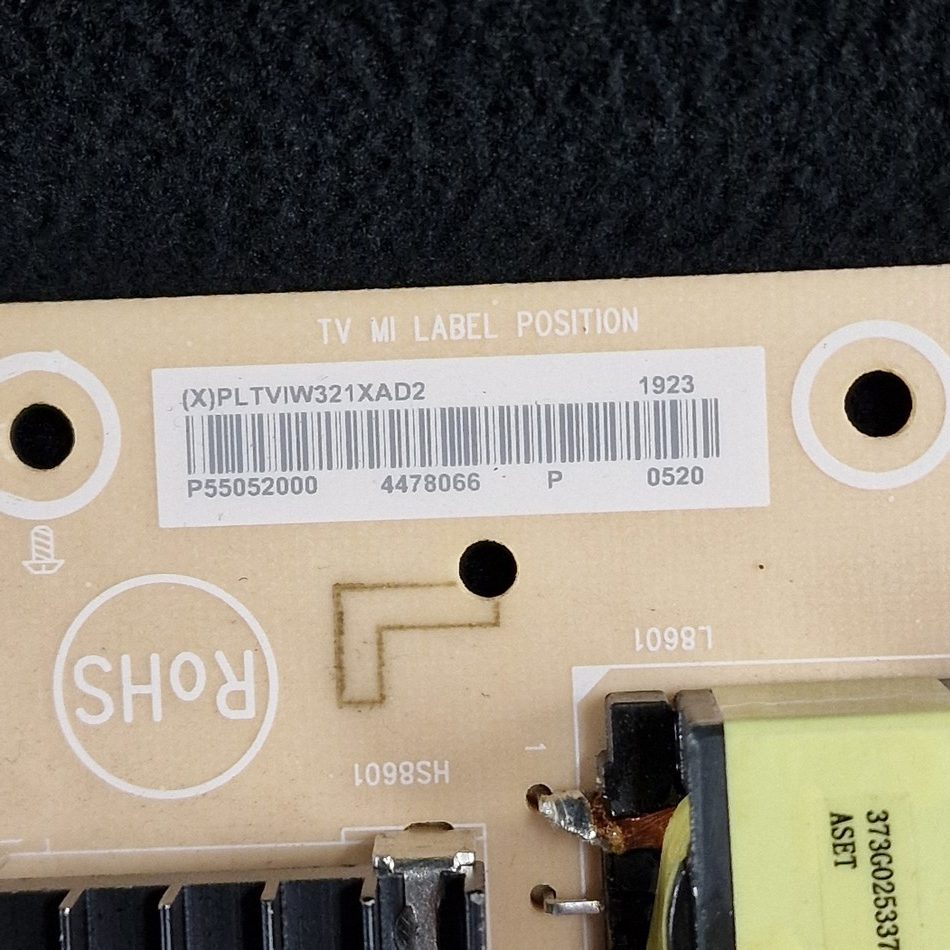 TV MI LABEL POSITION
(X)PLTVIW321XAD2 1923
P55052000 4478066 P 0520
L8601
RoHS
HS8601
1
373G025337
ASET